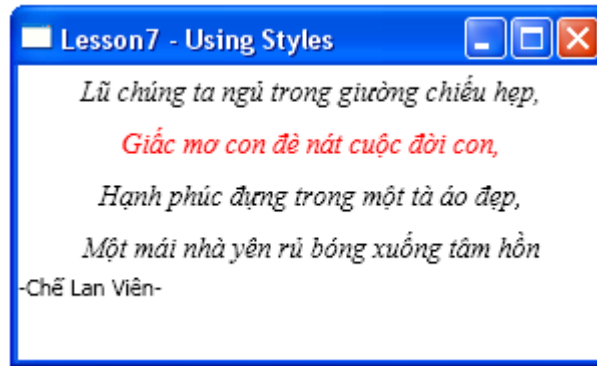 Lesson7 - Using Styles
Lũ chúng ta ngủ trong giường chiếu hẹp,
Giấc mơ con đè nát cuộc đời con,
Hạnh phúc đựng trong một tà áo đẹp,
Một mái nhà yên rủ bóng xuống tâm hồn
-Chế Lan Viên-